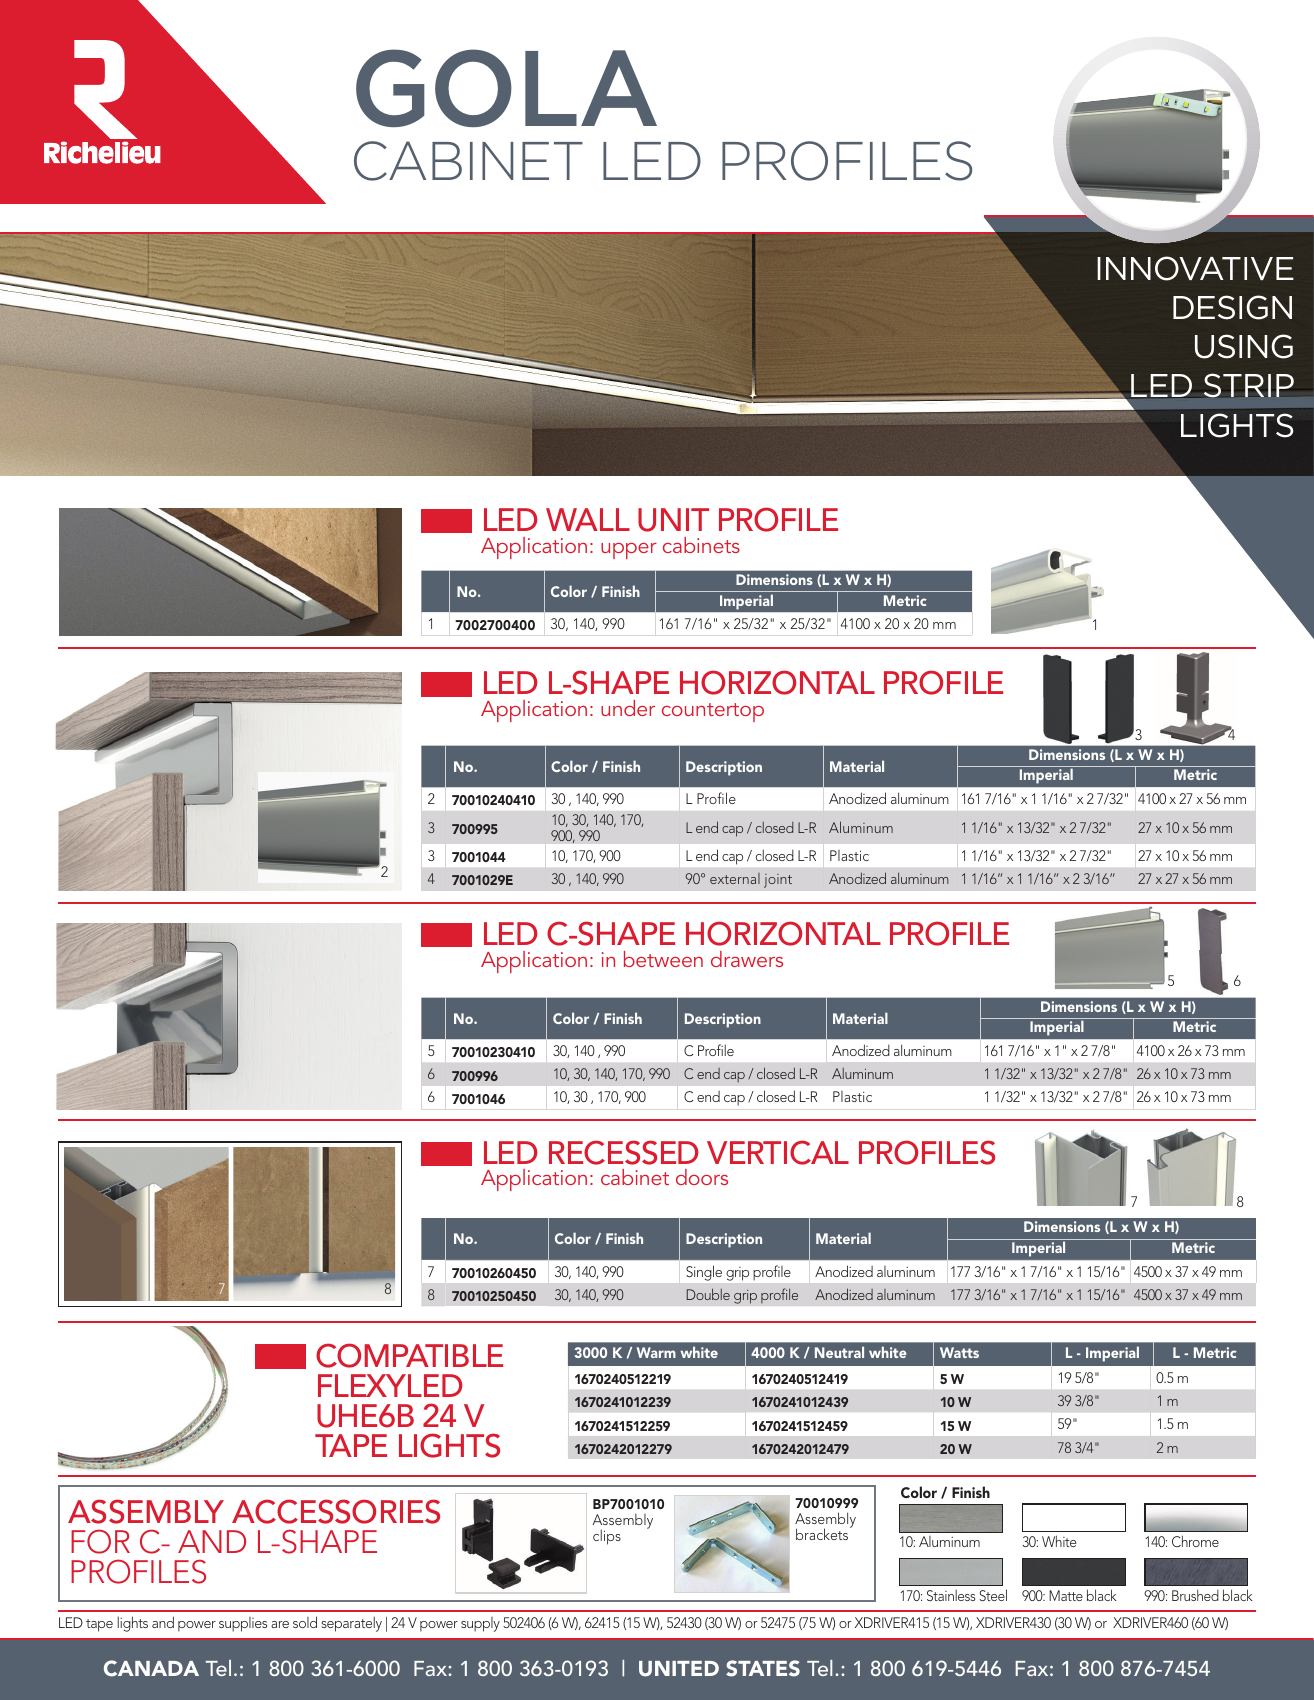 Richelieu
GOLA
CABINET LED PROFILES
INNOVATIVE
DESIGN
USING
LED STRIP
LIGHTS
LED WALL UNIT PROFILE
Application: upper cabinets
No. Color / Finish Dimensions (L x W x H)
Imperial Metric
1 7002700400 30, 140, 990 161 7/16" x 25/32" x 25/32" 4100 x 20 x 20 mm
1
LED L-SHAPE HORIZONTAL PROFILE
Application: under countertop
3 4
2
No. Color / Finish Description Material Dimensions (L x W x H)
Imperial Metric
2 70010240410 30 , 140, 990 L Profile Anodized aluminum 161 7/16" x 1 1/16" x 2 7/32" 4100 x 27 x 56 mm
3 700995 10, 30, 140, 170, 900, 990 L end cap / closed L-R Aluminum 1 1/16" x 13/32" x 2 7/32" 27 x 10 x 56 mm
3 7001044 10, 170, 900 L end cap / closed L-R Plastic 1 1/16" x 13/32" x 2 7/32" 27 x 10 x 56 mm
4 7001029E 30 , 140, 990 90° external joint Anodized aluminum 1 1/16” x 1 1/16” x 2 3/16” 27 x 27 x 56 mm
LED C-SHAPE HORIZONTAL PROFILE
Application: in between drawers
5 6
No. Color / Finish Description Material Dimensions (L x W x H)
Imperial Metric
5 70010230410 30, 140 , 990 C Profile Anodized aluminum 161 7/16" x 1" x 2 7/8" 4100 x 26 x 73 mm
6 700996 10, 30, 140, 170, 990 C end cap / closed L-R Aluminum 1 1/32" x 13/32" x 2 7/8" 26 x 10 x 73 mm
6 7001046 10, 30 , 170, 900 C end cap / closed L-R Plastic 1 1/32" x 13/32" x 2 7/8" 26 x 10 x 73 mm
LED RECESSED VERTICAL PROFILES
Application: cabinet doors
7 8
7 8
No. Color / Finish Description Material Dimensions (L x W x H)
Imperial Metric
7 70010260450 30, 140, 990 Single grip profile Anodized aluminum 177 3/16" x 1 7/16" x 1 15/16" 4500 x 37 x 49 mm
8 70010250450 30, 140, 990 Double grip profile Anodized aluminum 177 3/16" x 1 7/16" x 1 15/16" 4500 x 37 x 49 mm
COMPATIBLE
FLEXYLED
UHE6B 24 V
TAPE LIGHTS
3000 K / Warm white 4000 K / Neutral white Watts L - Imperial L - Metric
1670240512219 1670240512419 5 W 19 5/8" 0.5 m
1670241012239 1670241012439 10 W 39 3/8" 1 m
1670241512259 1670241512459 15 W 59" 1.5 m
1670242012279 1670242012479 20 W 78 3/4" 2 m
ASSEMBLY ACCESSORIES
FOR C- AND L-SHAPE
PROFILES
BP7001010
Assembly
clips
70010999
Assembly
brackets
Color / Finish
10: Aluminum 30: White 140: Chrome
170: Stainless Steel 900: Matte black 990: Brushed black
LED tape lights and power supplies are sold separately | 24 V power supply 502406 (6 W), 62415 (15 W), 52430 (30 W) or 52475 (75 W) or XDRIVER415 (15 W), XDRIVER430 (30 W) or XDRIVER460 (60 W)
CANADA Tel.: 1 800 361-6000 Fax: 1 800 363-0193 | UNITED STATES Tel.: 1 800 619-5446 Fax: 1 800 876-7454